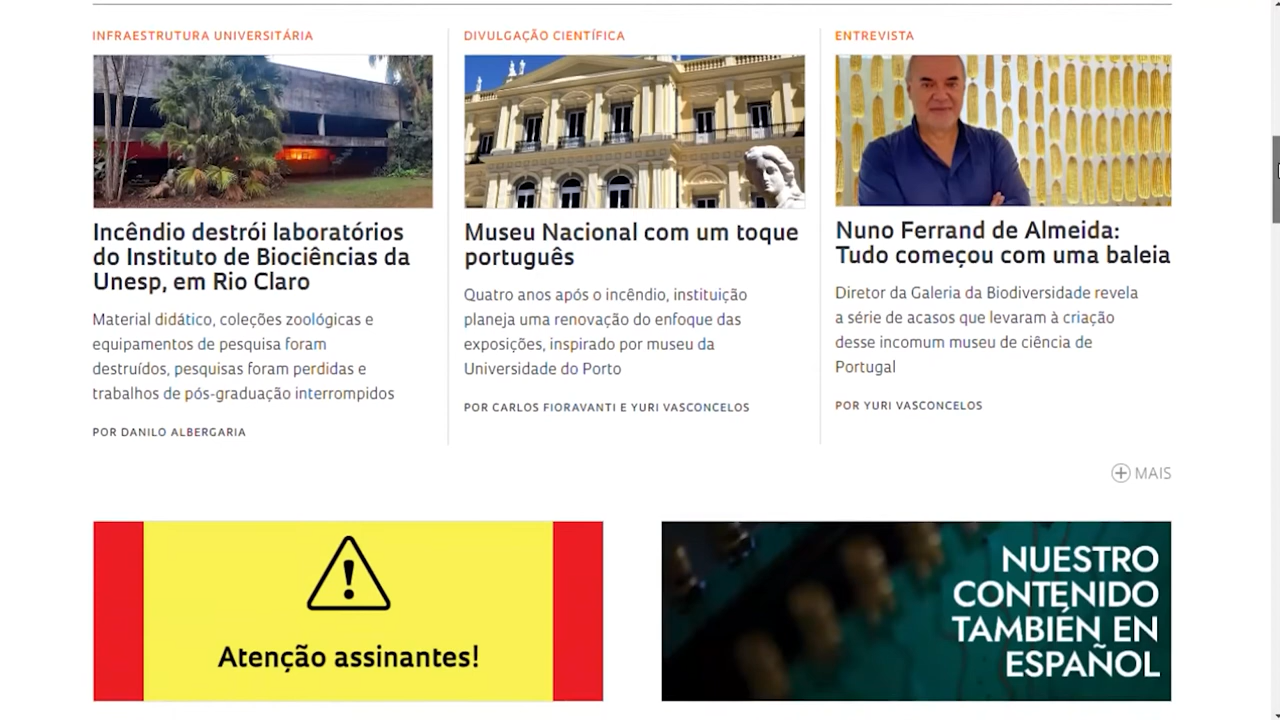 INFRAESTRUTURA UNIVERSITÁRIA
Incêndio destrói laboratórios
do Instituto de Biociências da
Unesp, em Rio Claro
Material didático, coleções zoológicas e
equipamentos de pesquisa foram
destruídos, pesquisas foram perdidas e
trabalhos de pós-graduação interrompidos
POR DANILO ALBERGARIA
DIVULGAÇÃO CIENTÍFICA
Museu Nacional com um toque
português
Quatro anos após o incêndio, instituição
planeja uma renovação do enfoque das
exposições, inspirado por museu da
Universidade do Porto
POR CARLOS FIORAVANTI E YURI VASCONCELOS
ENTREVISTA
Nuno Ferrand de Almeida:
Tudo começou com uma baleia
Diretor da Galeria da Biodiversidade revela
a série de acasos que levaram à criação
desse incomum museu de ciência de
Portugal
POR YURI VASCONCELOS
MAIS
Atenção assinantes!
NUESTRO
CONTENIDO
TAMBIÉN EN
ESPAÑOL